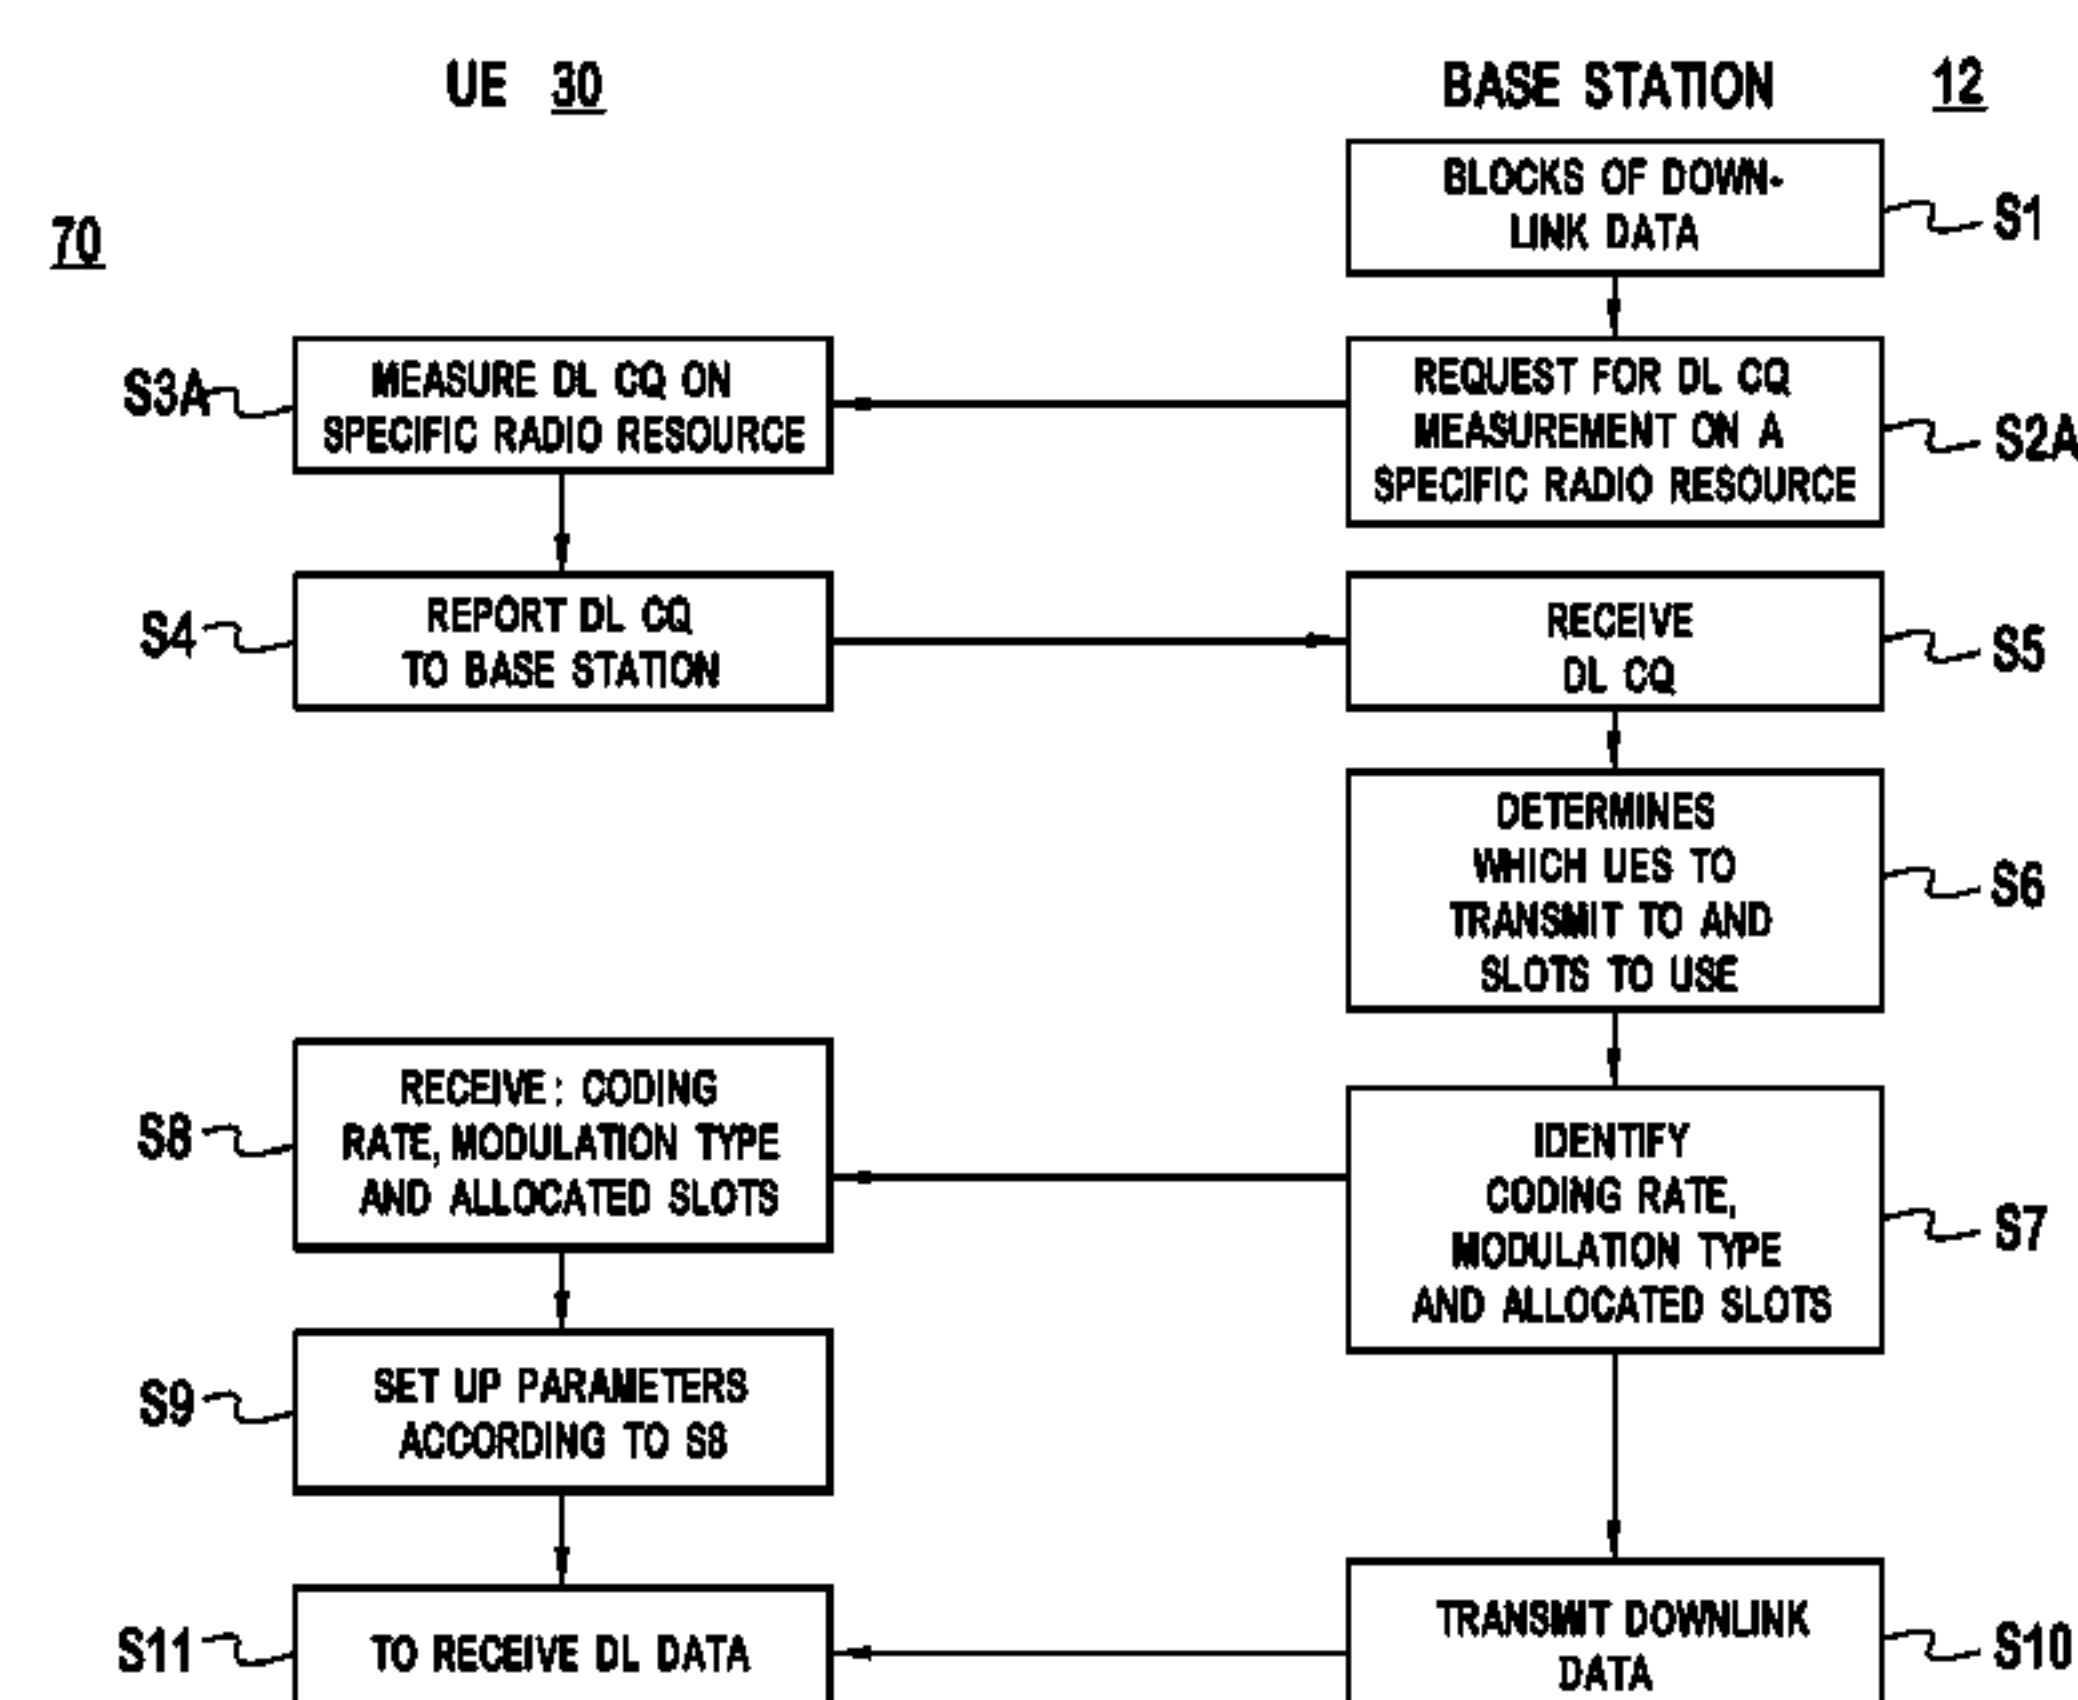 UE 30
BASE STATION 12
70
BLOCKS OF DOWN-
LINK DATA
S1
S3A
MEASURE DL CQ ON
SPECIFIC RADIO RESOURCE
REQUEST FOR DL CQ
MEASUREMENT ON A
SPECIFIC RADIO RESOURCE
S2A
S4
REPORT DL CQ
TO BASE STATION
RECEIVE
DL CQ
S5
DETERMINES
WHICH UES TO
TRANSMIT TO AND
SLOTS TO USE
S6
S8
RECEIVE: CODING
RATE, MODULATION TYPE
AND ALLOCATED SLOTS
IDENTIFY
CODING RATE,
MODULATION TYPE
AND ALLOCATED SLOTS
S7
S9
SET UP PARAMETERS
ACCORDING TO S8
S11
TO RECEIVE DL DATA
TRANSMIT DOWNLINK
DATA
S10